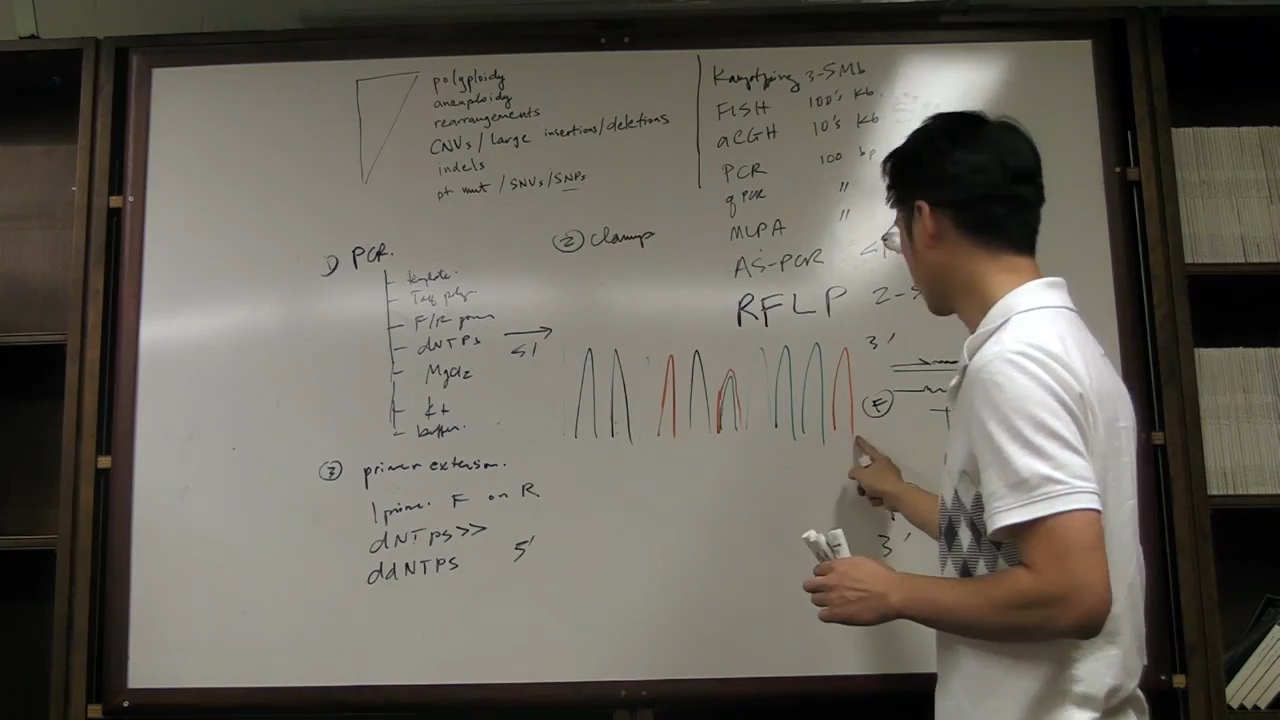 polyploidy
aneuploidy
rearrangements
CNVs / large insertions/deletions
indels
pt mut / SNVs / SNPs
Karyotyping 3-5Mb
FISH 100's Kb
aCGH 10's Kb
PCR 100 bp
qPCR "
MLPA "
AS-PCR
RFLP 2-
1) PCR.
template.
Taq polym
F/R primer
dNTPs
MgCl2
K+
buffer.
② clamp
3'
F
③ primer extension.
1 primer F or R
dNTPs >>
ddNTPs 5'
3'